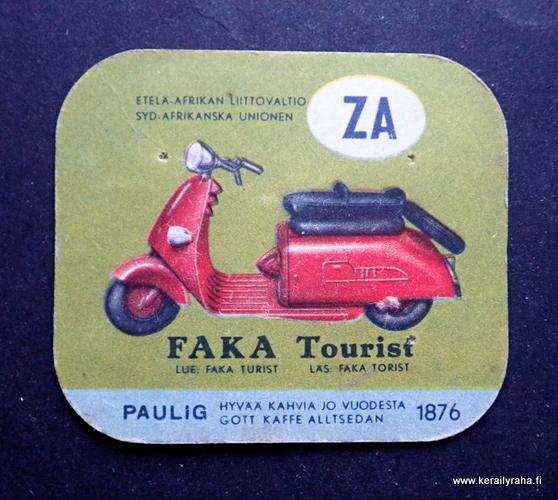 ETELÄ-AFRIKAN LIITTOVALTIO
SYD-AFRIKANSKA UNIONEN
ZA
FAKA Tourist
LUE: FAKA TURIST LÄS: FAKA TORIST
PAULIG
HYVÄÄ KAHVIA JO VUODESTA
GOTT KAFFE ALLTSEDAN
1876
www.kerailyraha.fi